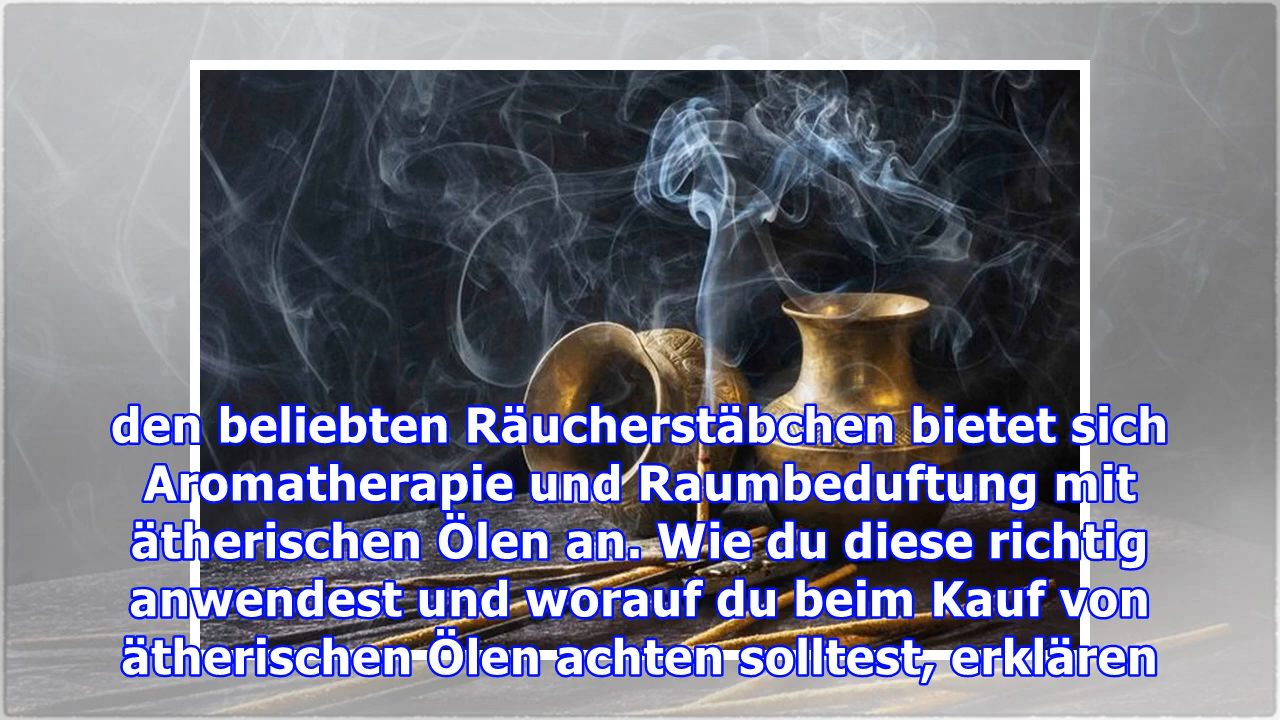 den beliebten Räucherstäbchen bietet sich
Aromatherapie und Raumbeduftung mit
ätherischen Ölen an. Wie du diese richtig
anwendest und worauf du beim Kauf von
ätherischen Ölen achten solltest, erklären